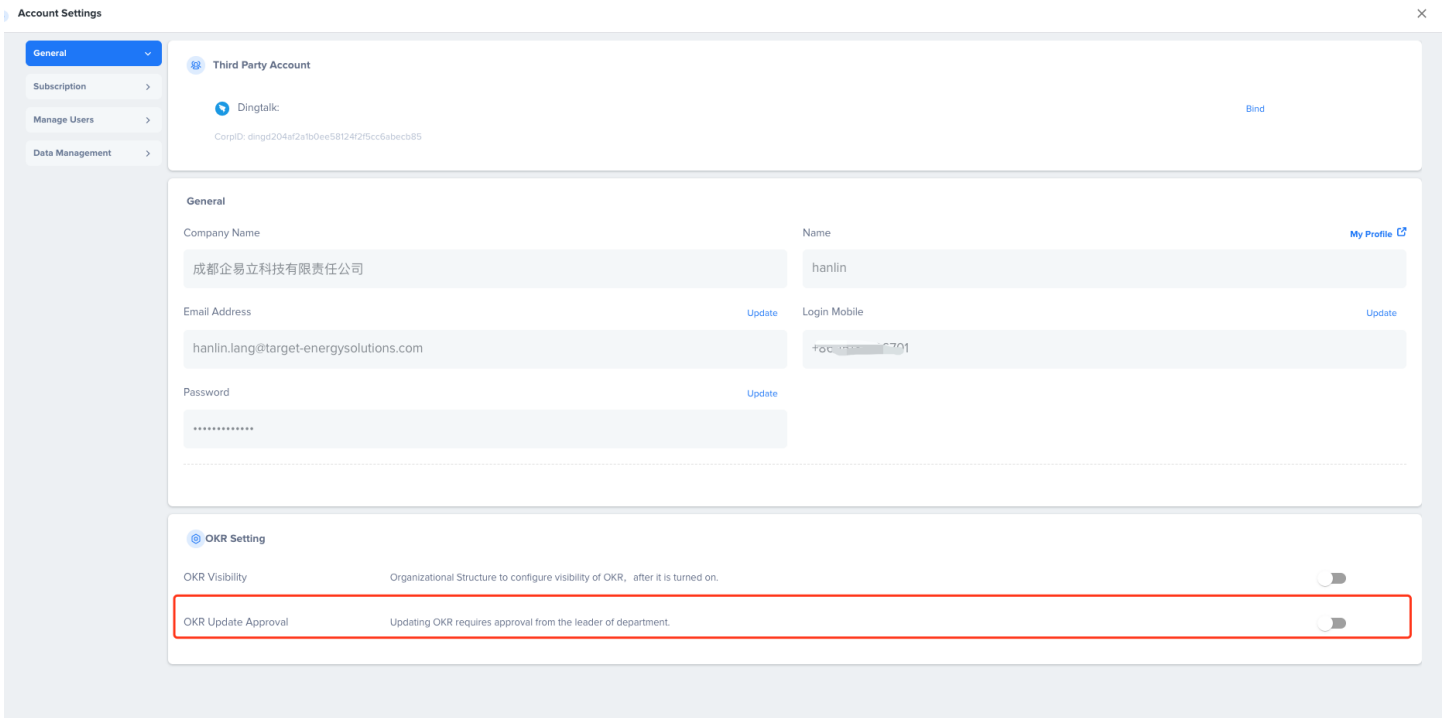 Account Settings
General
Subscription
Manage Users
Data Management
Third Party Account
Dingtalk:
Bind
CorpID: dingd204af2a1b0ee58124f2f5cc6abecb85
General
Company Name
Name
My Profile
成都企易立科技有限责任公司
hanlin
Email Address
Update
Login Mobile
Update
hanlin.lang@target-energysolutions.com
Password
Update
OKR Setting
OKR Visibility
Organizational Structure to configure visibility of OKR，after it is turned on.
OKR Update Approval
Updating OKR requires approval from the leader of department.